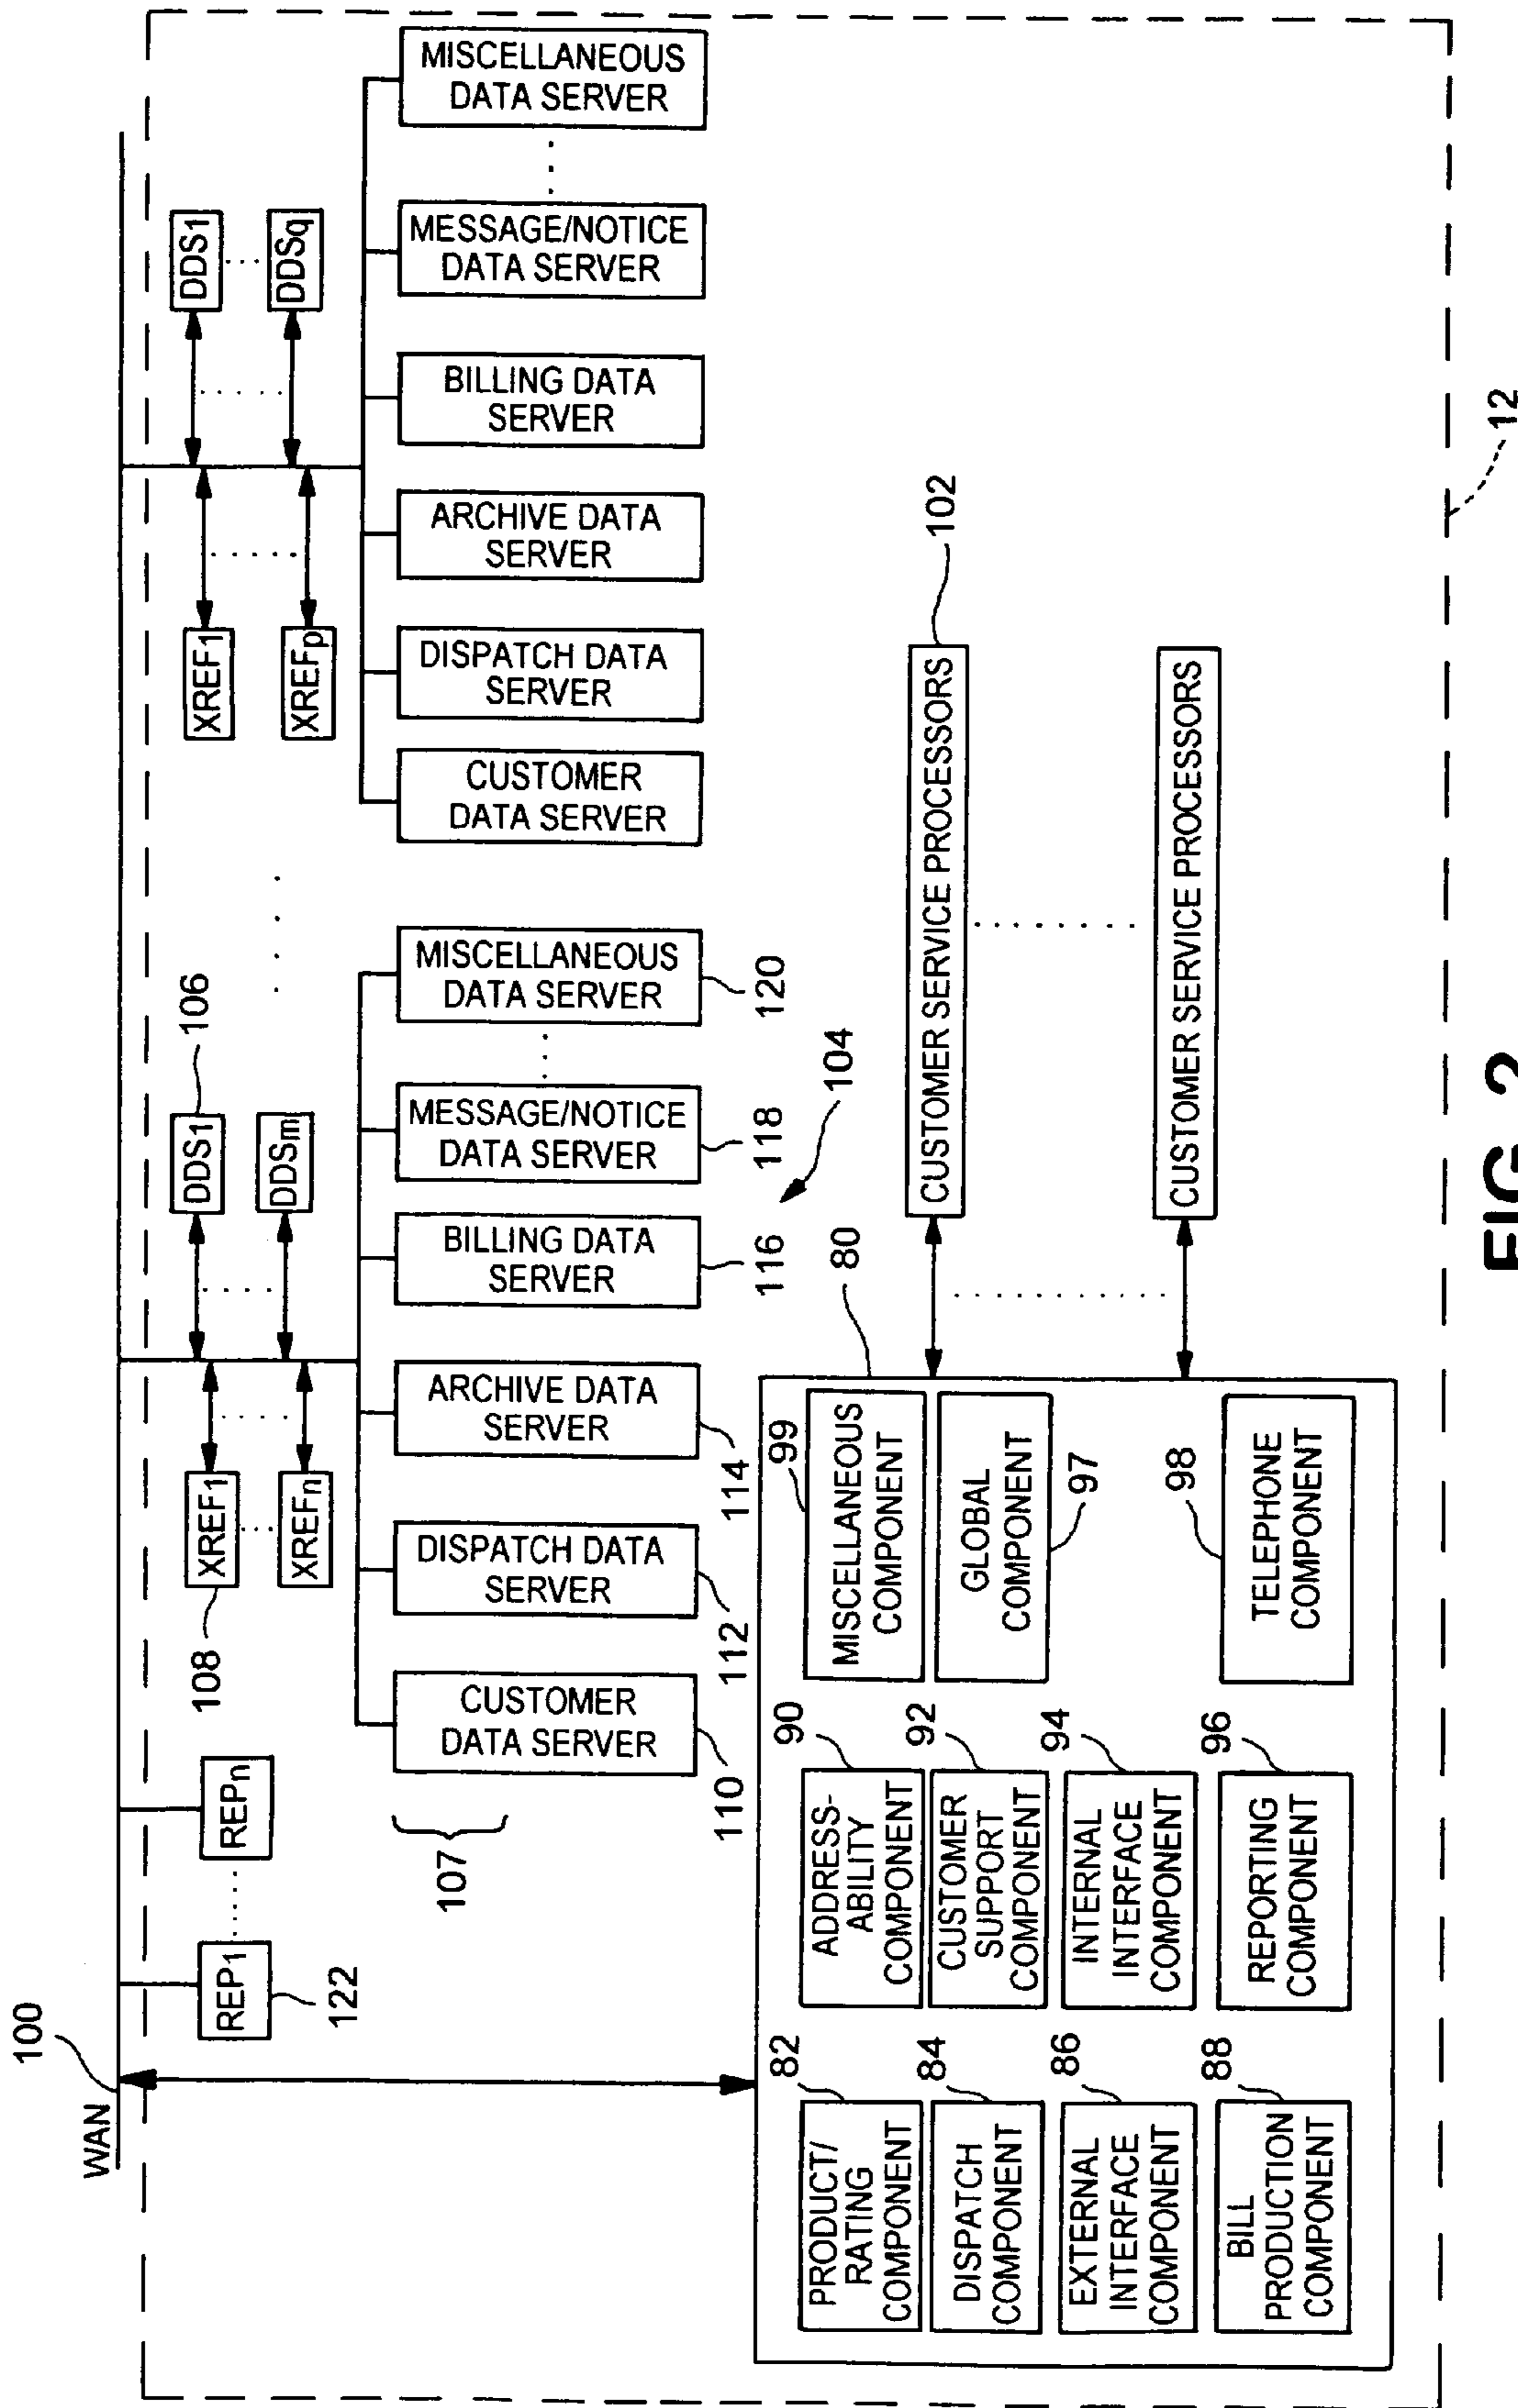 WAN
100
REP1
REPn
122
XREF1
XREFn
108
DDS1
DDSm
106
XREF1
XREFp
DDS1
DDSq
107
CUSTOMER
DATA SERVER
110
DISPATCH DATA
SERVER
112
ARCHIVE DATA
SERVER
114
BILLING DATA
SERVER
116
MESSAGE/NOTICE
DATA SERVER
118
MISCELLANEOUS
DATA SERVER
120
104
CUSTOMER
DATA SERVER
DISPATCH DATA
SERVER
ARCHIVE DATA
SERVER
BILLING DATA
SERVER
MESSAGE/NOTICE
DATA SERVER
MISCELLANEOUS
DATA SERVER
80
82
PRODUCT/
RATING
COMPONENT
90
ADDRESS-
ABILITY
COMPONENT
99
MISCELLANEOUS
COMPONENT
84
DISPATCH
COMPONENT
92
CUSTOMER
SUPPORT
COMPONENT
GLOBAL
COMPONENT
97
86
EXTERNAL
INTERFACE
COMPONENT
94
INTERNAL
INTERFACE
COMPONENT
88
BILL
PRODUCTION
COMPONENT
96
REPORTING
COMPONENT
98
TELEPHONE
COMPONENT
CUSTOMER SERVICE PROCESSORS
102
CUSTOMER SERVICE PROCESSORS
12
FIG. 2